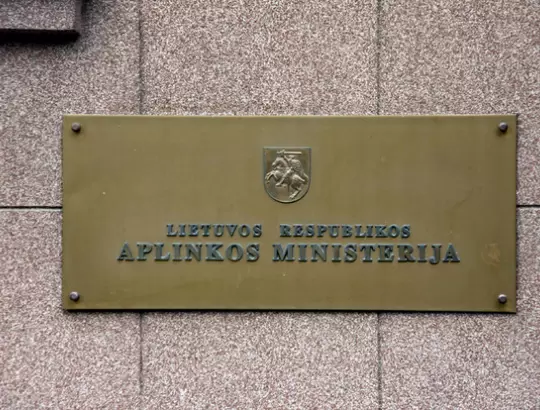 LIETUVOS RESPUBLIKOS
APLINKOS MINISTERIJA